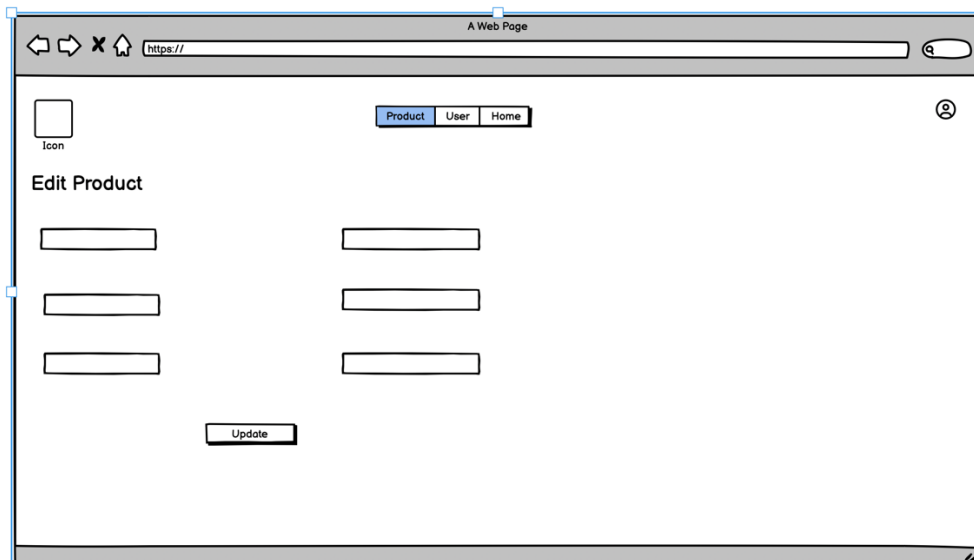 A Web Page
https://
Product User Home
Icon
Edit Product
Update